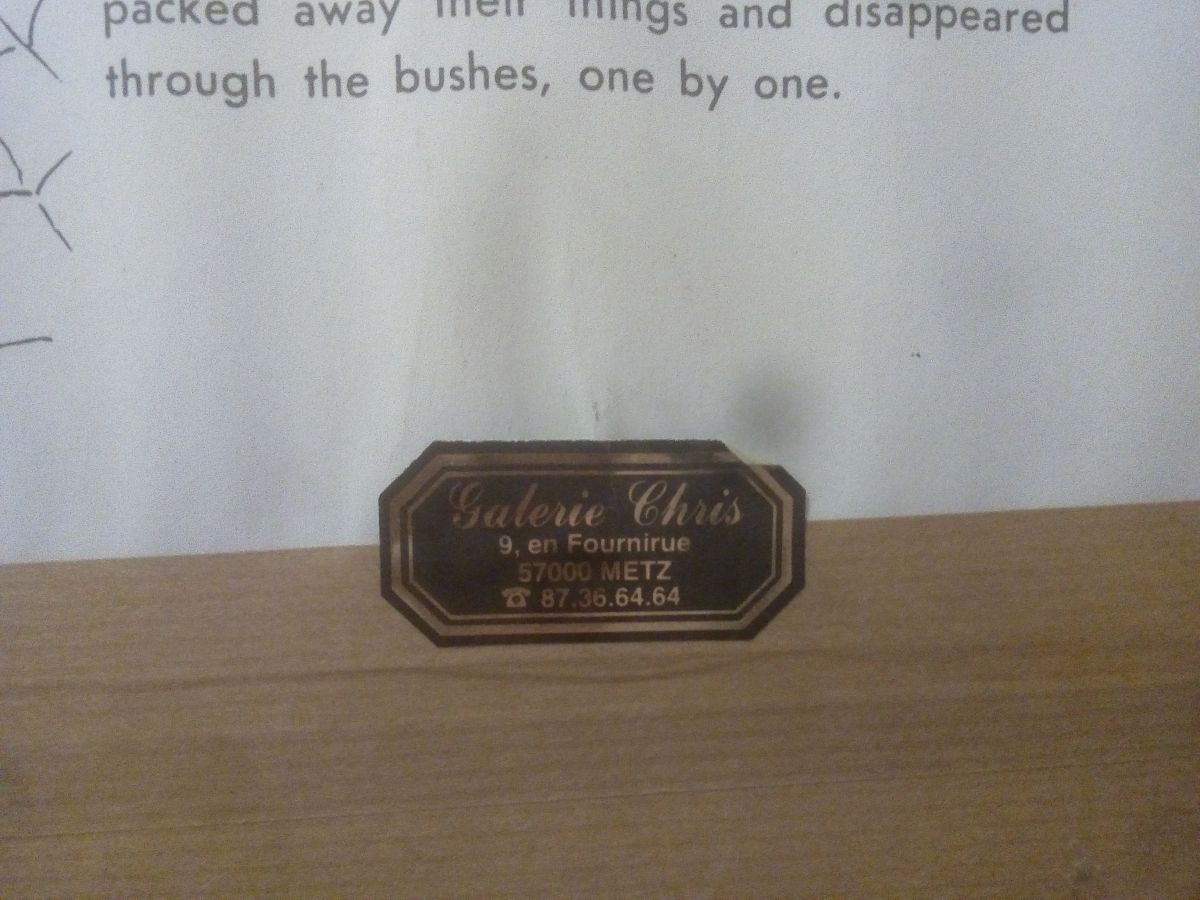 packed away their things and disappeared
through the bushes, one by one.
Galerie Chris
9, en Fournirue
57000 METZ
☎ 87.36.64.64